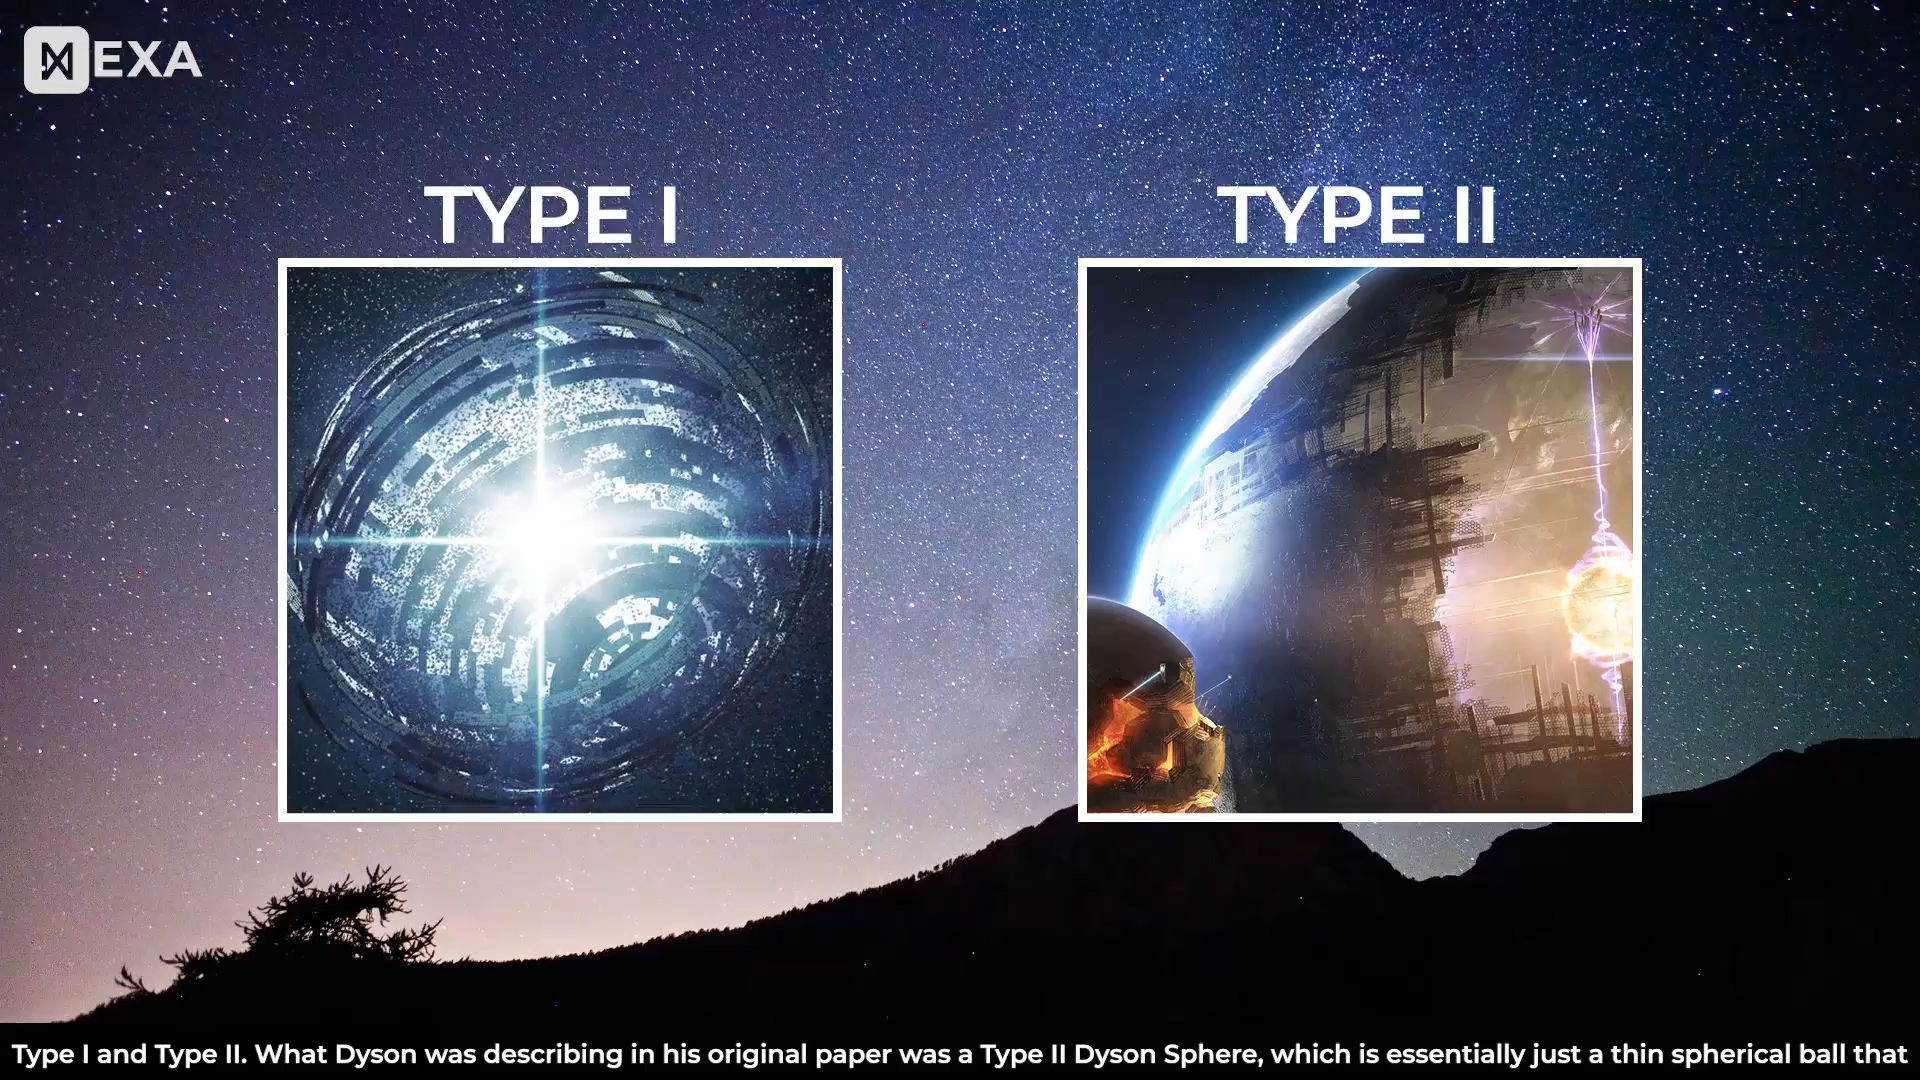 MEXA
TYPE I
TYPE II
Type I and Type II. What Dyson was describing in his original paper was a Type II Dyson Sphere, which is essentially just a thin spherical ball that